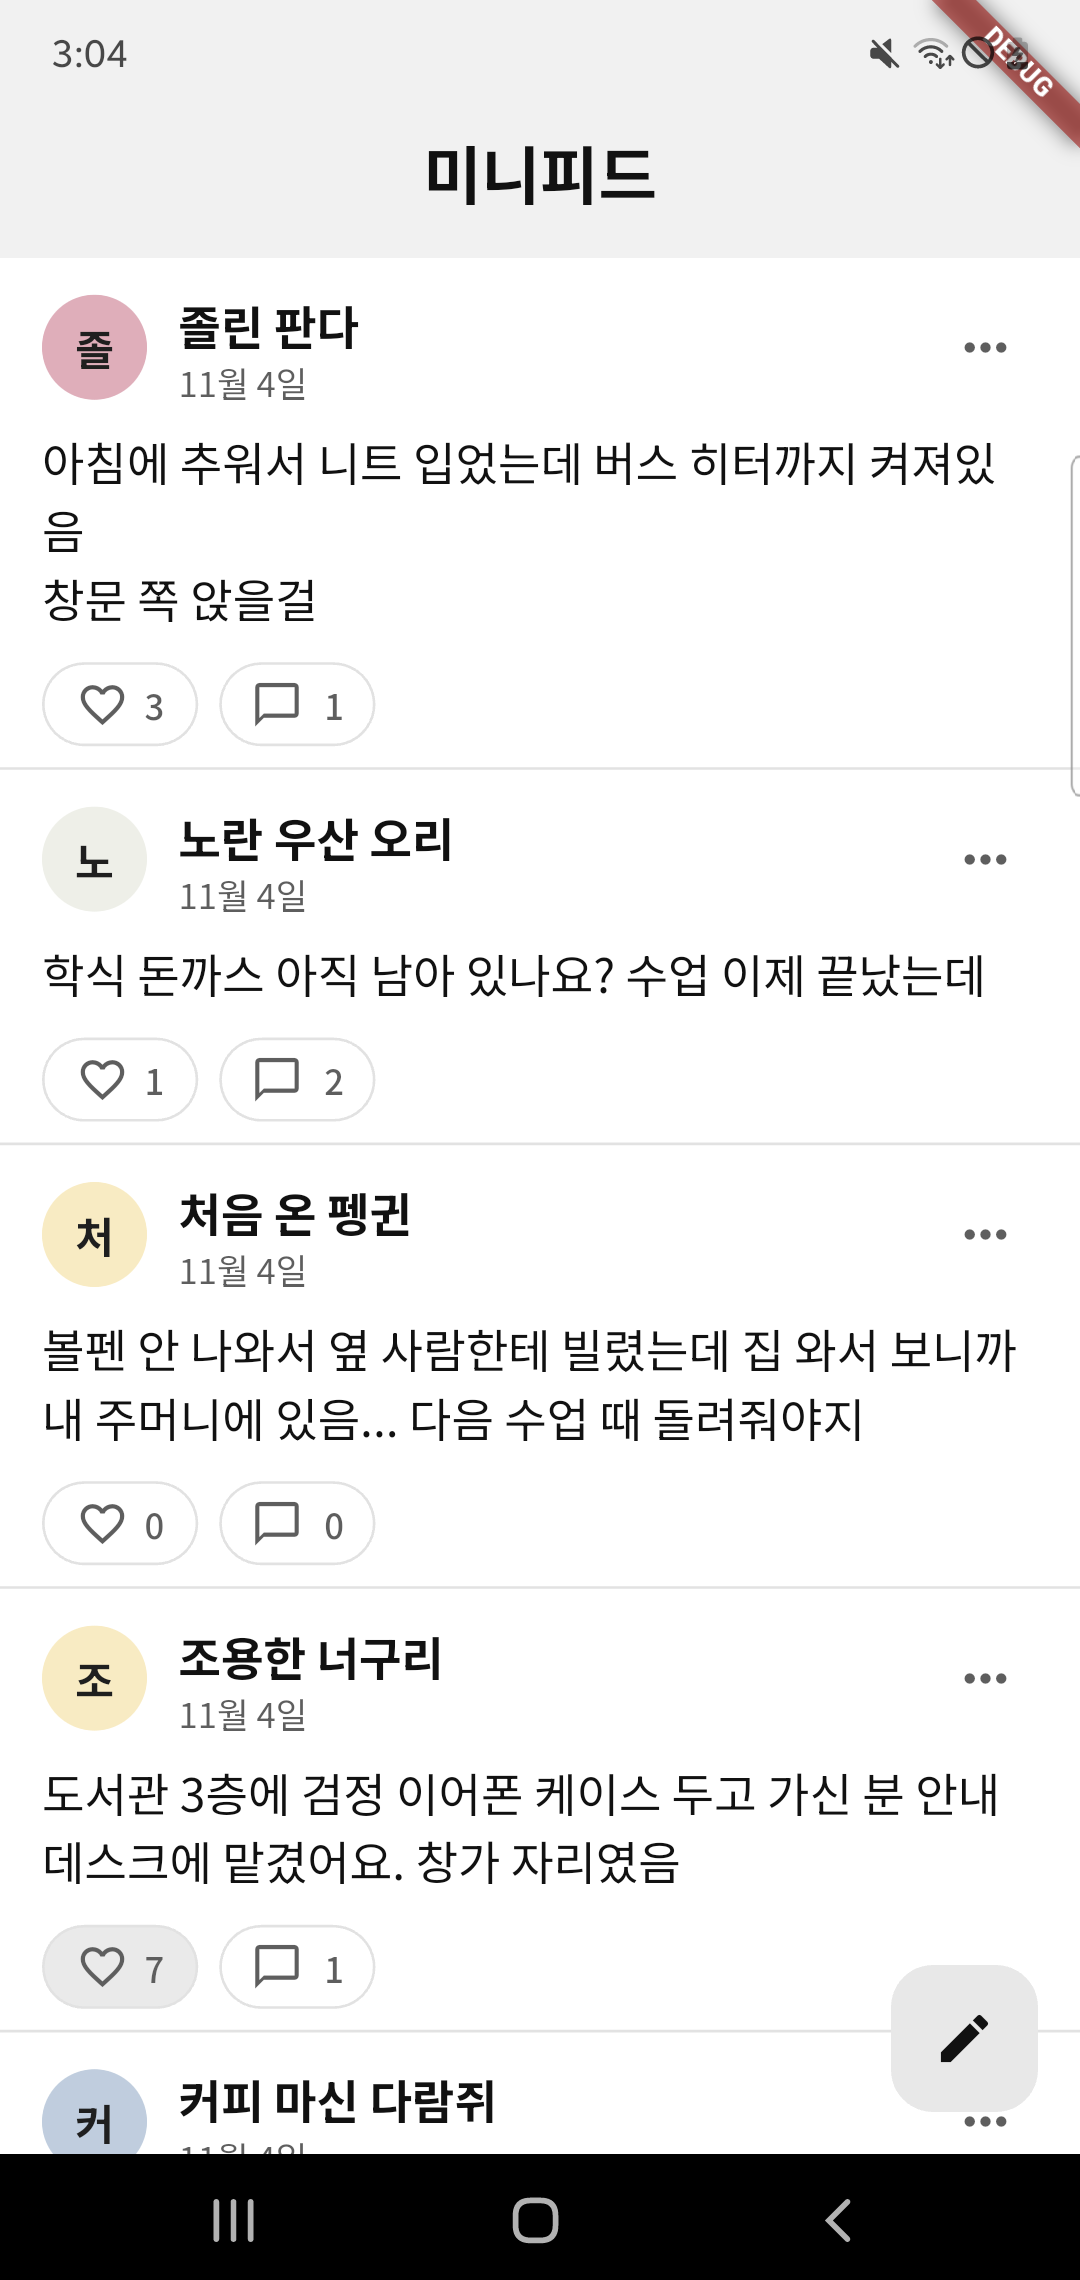 3:04
DEBUG
미니피드
졸
졸린 판다
11월 4일
아침에 추워서 니트 입었는데 버스 히터까지 켜져있
음
창문 쪽 앉을걸
3
1
노
노란 우산 오리
11월 4일
학식 돈까스 아직 남아 있나요? 수업 이제 끝났는데
1
2
처
처음 온 펭귄
11월 4일
볼펜 안 나와서 옆 사람한테 빌렸는데 집 와서 보니까
내 주머니에 있음... 다음 수업 때 돌려줘야지
0
0
조
조용한 너구리
11월 4일
도서관 3층에 검정 이어폰 케이스 두고 가신 분 안내
데스크에 맡겼어요. 창가 자리였음
7
1
커
커피 마신 다람쥐
11월 4일